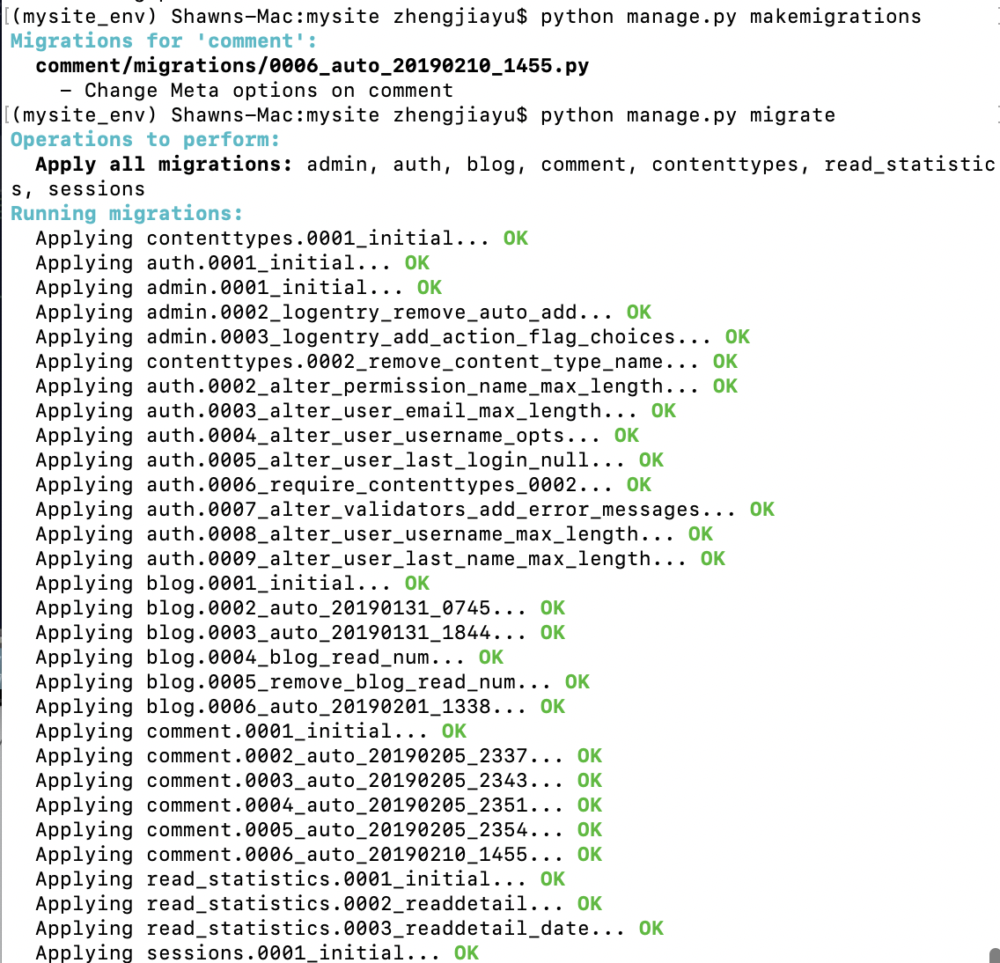 [(mysite_env) Shawns-Mac:mysite zhengjiayu$ python manage.py makemigrations
Migrations for 'comment':
  comment/migrations/0006_auto_20190210_1455.py
    - Change Meta options on comment
[(mysite_env) Shawns-Mac:mysite zhengjiayu$ python manage.py migrate
Operations to perform:
  Apply all migrations: admin, auth, blog, comment, contenttypes, read_statistic
s, sessions
Running migrations:
  Applying contenttypes.0001_initial... OK
  Applying auth.0001_initial... OK
  Applying admin.0001_initial... OK
  Applying admin.0002_logentry_remove_auto_add... OK
  Applying admin.0003_logentry_add_action_flag_choices... OK
  Applying contenttypes.0002_remove_content_type_name... OK
  Applying auth.0002_alter_permission_name_max_length... OK
  Applying auth.0003_alter_user_email_max_length... OK
  Applying auth.0004_alter_user_username_opts... OK
  Applying auth.0005_alter_user_last_login_null... OK
  Applying auth.0006_require_contenttypes_0002... OK
  Applying auth.0007_alter_validators_add_error_messages... OK
  Applying auth.0008_alter_user_username_max_length... OK
  Applying auth.0009_alter_user_last_name_max_length... OK
  Applying blog.0001_initial... OK
  Applying blog.0002_auto_20190131_0745... OK
  Applying blog.0003_auto_20190131_1844... OK
  Applying blog.0004_blog_read_num... OK
  Applying blog.0005_remove_blog_read_num... OK
  Applying blog.0006_auto_20190201_1338... OK
  Applying comment.0001_initial... OK
  Applying comment.0002_auto_20190205_2337... OK
  Applying comment.0003_auto_20190205_2343... OK
  Applying comment.0004_auto_20190205_2351... OK
  Applying comment.0005_auto_20190205_2354... OK
  Applying comment.0006_auto_20190210_1455... OK
  Applying read_statistics.0001_initial... OK
  Applying read_statistics.0002_readdetail... OK
  Applying read_statistics.0003_readdetail_date... OK
  Applying sessions.0001_initial... OK